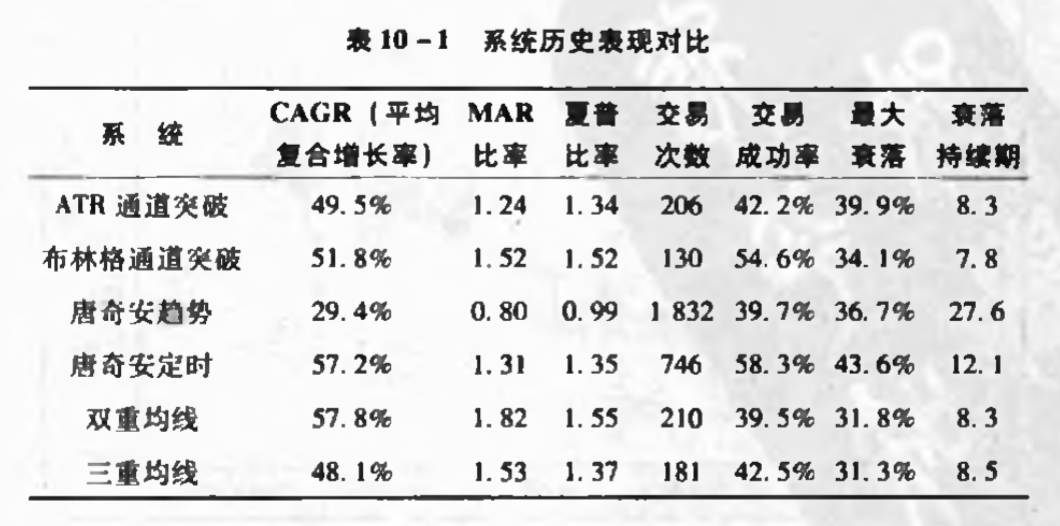 表 10-1 系统历史表现对比
系 统 CAGR（平均复合增长率） MAR 比率 夏普比率 交易次数 交易成功率 最大衰落 衰落持续期
ATR 通道突破 49.5% 1.24 1.34 206 42.2% 39.9% 8.3
布林格通道突破 51.8% 1.52 1.52 130 54.6% 34.1% 7.8
唐奇安趋势 29.4% 0.80 0.99 1 832 39.7% 36.7% 27.6
唐奇安定时 57.2% 1.31 1.35 746 58.3% 43.6% 12.1
双重均线 57.8% 1.82 1.55 210 39.5% 31.8% 8.3
三重均线 48.1% 1.53 1.37 181 42.5% 31.3% 8.5